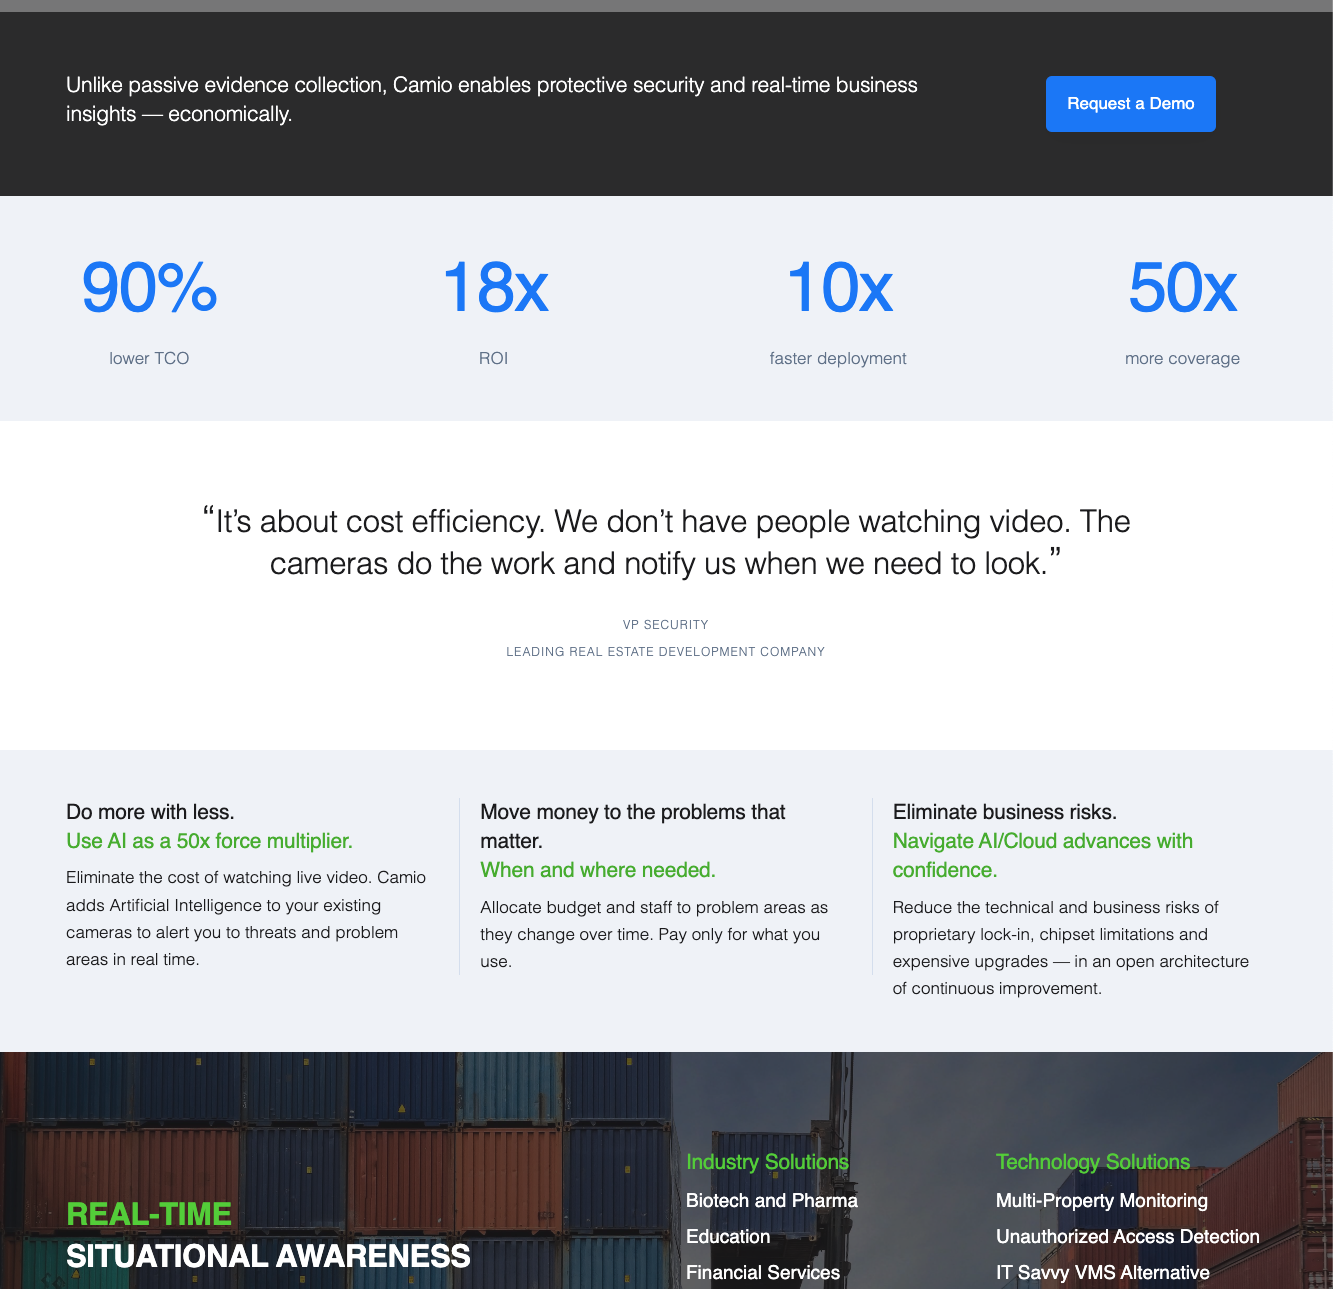 Unlike passive evidence collection, Camio enables protective security and real-time business
insights — economically.
Request a Demo
90%
lower TCO
18x
ROI
10x
faster deployment
50x
more coverage
“It’s about cost efficiency. We don’t have people watching video. The
cameras do the work and notify us when we need to look.”
VP SECURITY
LEADING REAL ESTATE DEVELOPMENT COMPANY
Do more with less.
Use AI as a 50x force multiplier.
Eliminate the cost of watching live video. Camio
adds Artificial Intelligence to your existing
cameras to alert you to threats and problem
areas in real time.
Move money to the problems that
matter.
When and where needed.
Allocate budget and staff to problem areas as
they change over time. Pay only for what you
use.
Eliminate business risks.
Navigate AI/Cloud advances with
confidence.
Reduce the technical and business risks of
proprietary lock-in, chipset limitations and
expensive upgrades — in an open architecture
of continuous improvement.
REAL-TIME
SITUATIONAL AWARENESS
Industry Solutions
Biotech and Pharma
Education
Financial Services
Technology Solutions
Multi-Property Monitoring
Unauthorized Access Detection
IT Savvy VMS Alternative